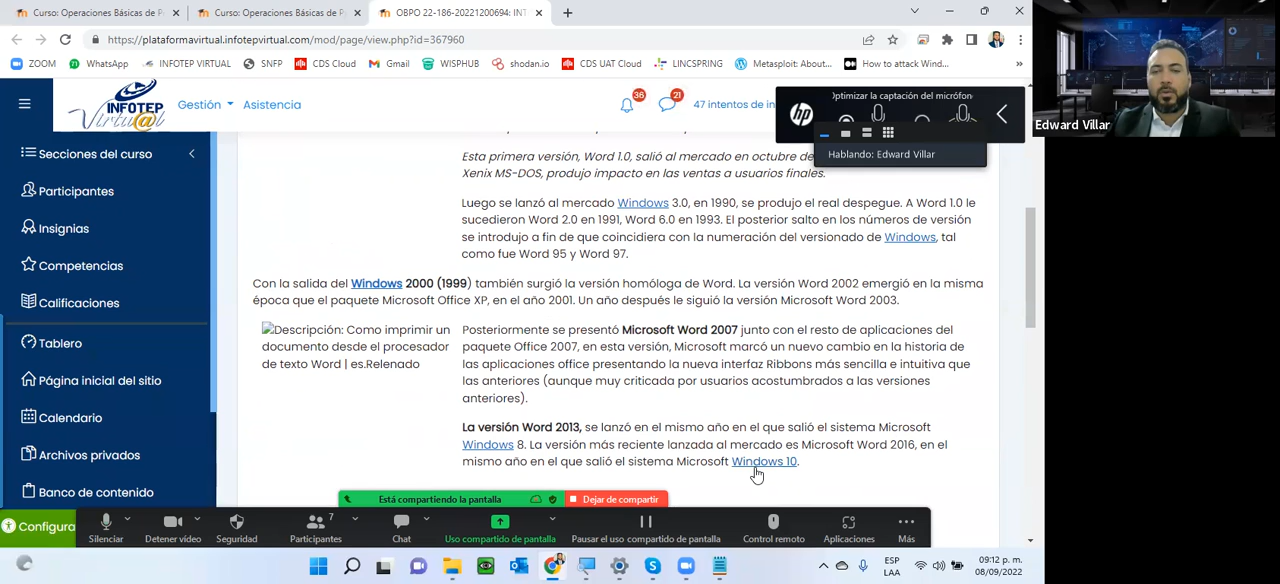 Curso: Operaciones Básicas de P
Curso: Operaciones Básicas de P
OBPO 22-186-20221200694: INT
https://plataformavirtual.infotepvirtual.com/mod/page/view.php?id=367960
ZOOM
WhatsApp
INFOTEP VIRTUAL
SNFP
CDS Cloud
Gmail
WISPHUB
shodan.io
CDS UAT Cloud
LINCSPRING
Metasploit: About...
How to attack Wind...
INFOTEP
Virtu@l
Gestión
Asistencia
36
21
47 intentos de in
Optimizar la captación del micrófon
hp
Hablando: Edward Villar
Edward Villar
Secciones del curso
Participantes
Insignias
Competencias
Calificaciones
Tablero
Página inicial del sitio
Calendario
Archivos privados
Banco de contenido
Configura
Esta primera versión, Word 1.0, salió al mercado en octubre de
Xenix MS-DOS, produjo impacto en las ventas a usuarios finales.
Luego se lanzó al mercado Windows 3.0, en 1990, se produjo el real despegue. A Word 1.0 le
sucedieron Word 2.0 en 1991, Word 6.0 en 1993. El posterior salto en los números de versión
se introdujo a fin de que coincidiera con la numeración del versionado de Windows, tal
como fue Word 95 y Word 97.
Con la salida del Windows 2000 (1999) también surgió la versión homóloga de Word. La versión Word 2002 emergió en la misma
época que el paquete Microsoft Office XP, en el año 2001. Un año después le siguió la versión Microsoft Word 2003.
Descripción: Como imprimir un
documento desde el procesador
de texto Word | es.Relenado
Posteriormente se presentó Microsoft Word 2007 junto con el resto de aplicaciones del
paquete Office 2007, en esta versión, Microsoft marcó un nuevo cambio en la historia de
las aplicaciones office presentando la nueva interfaz Ribbons más sencilla e intuitiva que
las anteriores (aunque muy criticada por usuarios acostumbrados a las versiones
anteriores).
La versión Word 2013, se lanzó en el mismo año en el que salió el sistema Microsoft
Windows 8. La versión más reciente lanzada al mercado es Microsoft Word 2016, en el
mismo año en el que salió el sistema Microsoft Windows 10.
Está compartiendo la pantalla
Dejar de compartir
Silenciar
Detener video
Seguridad
7
Participantes
Chat
Uso compartido de pantalla
Pausar el uso compartido de pantalla
Control remoto
Aplicaciones
Más
ESP
LAA
09:12 p. m.
08/09/2022